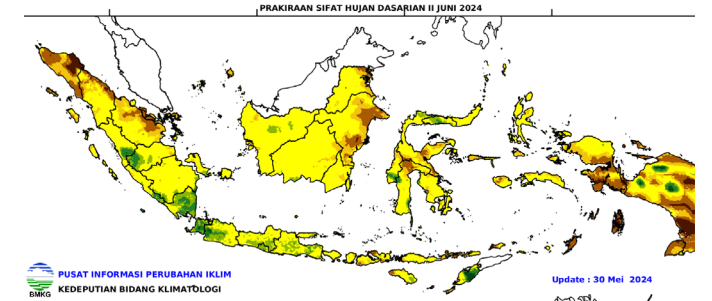 PRAKIRAAN SIFAT HUJAN DASARIAN II JUNI 2024
PUSAT INFORMASI PERUBAHAN IKLIM
KEDEPUTIAN BIDANG KLIMATOLOGI
BMKG
Update : 30 Mei 2024